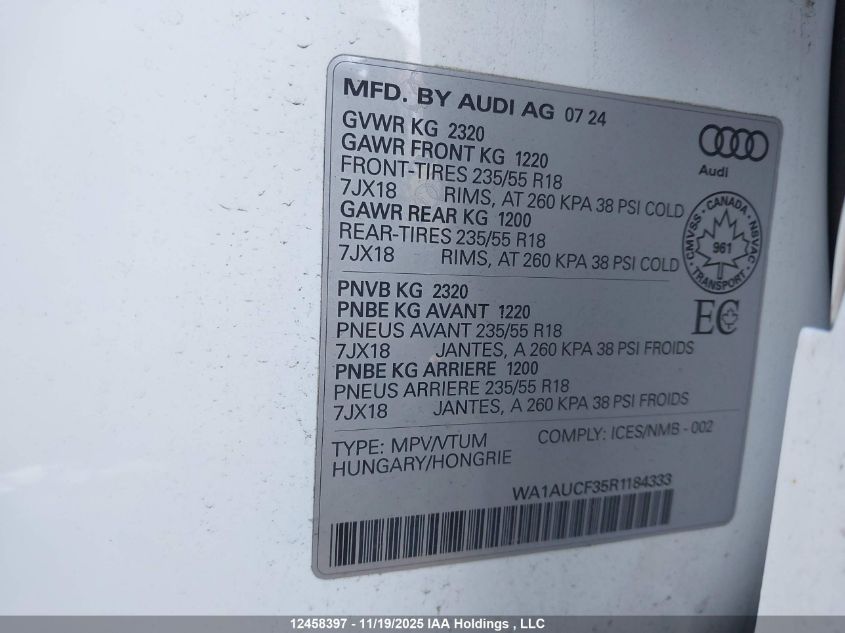 MFD. BY AUDI AG 07 24
GVWR KG 2320
GAWR FRONT KG 1220
FRONT-TIRES 235/55 R18
7JX18 RIMS, AT 260 KPA 38 PSI COLD
GAWR REAR KG 1200
REAR-TIRES 235/55 R18
7JX18 RIMS, AT 260 KPA 38 PSI COLD
Audi
CMVSS • CANADA • NSVAC • TRANSPORT •
961
EC
PNVB KG 2320
PNBE KG AVANT 1220
PNEUS AVANT 235/55 R18
7JX18 JANTES, A 260 KPA 38 PSI FROIDS
PNBE KG ARRIERE 1200
PNEUS ARRIERE 235/55 R18
7JX18 JANTES, A 260 KPA 38 PSI FROIDS
TYPE: MPV/VTUM COMPLY: ICES/NMB - 002
HUNGARY/HONGRIE
WA1AUCF35R1184333
12458397 - 11/19/2025 IAA Holdings , LLC